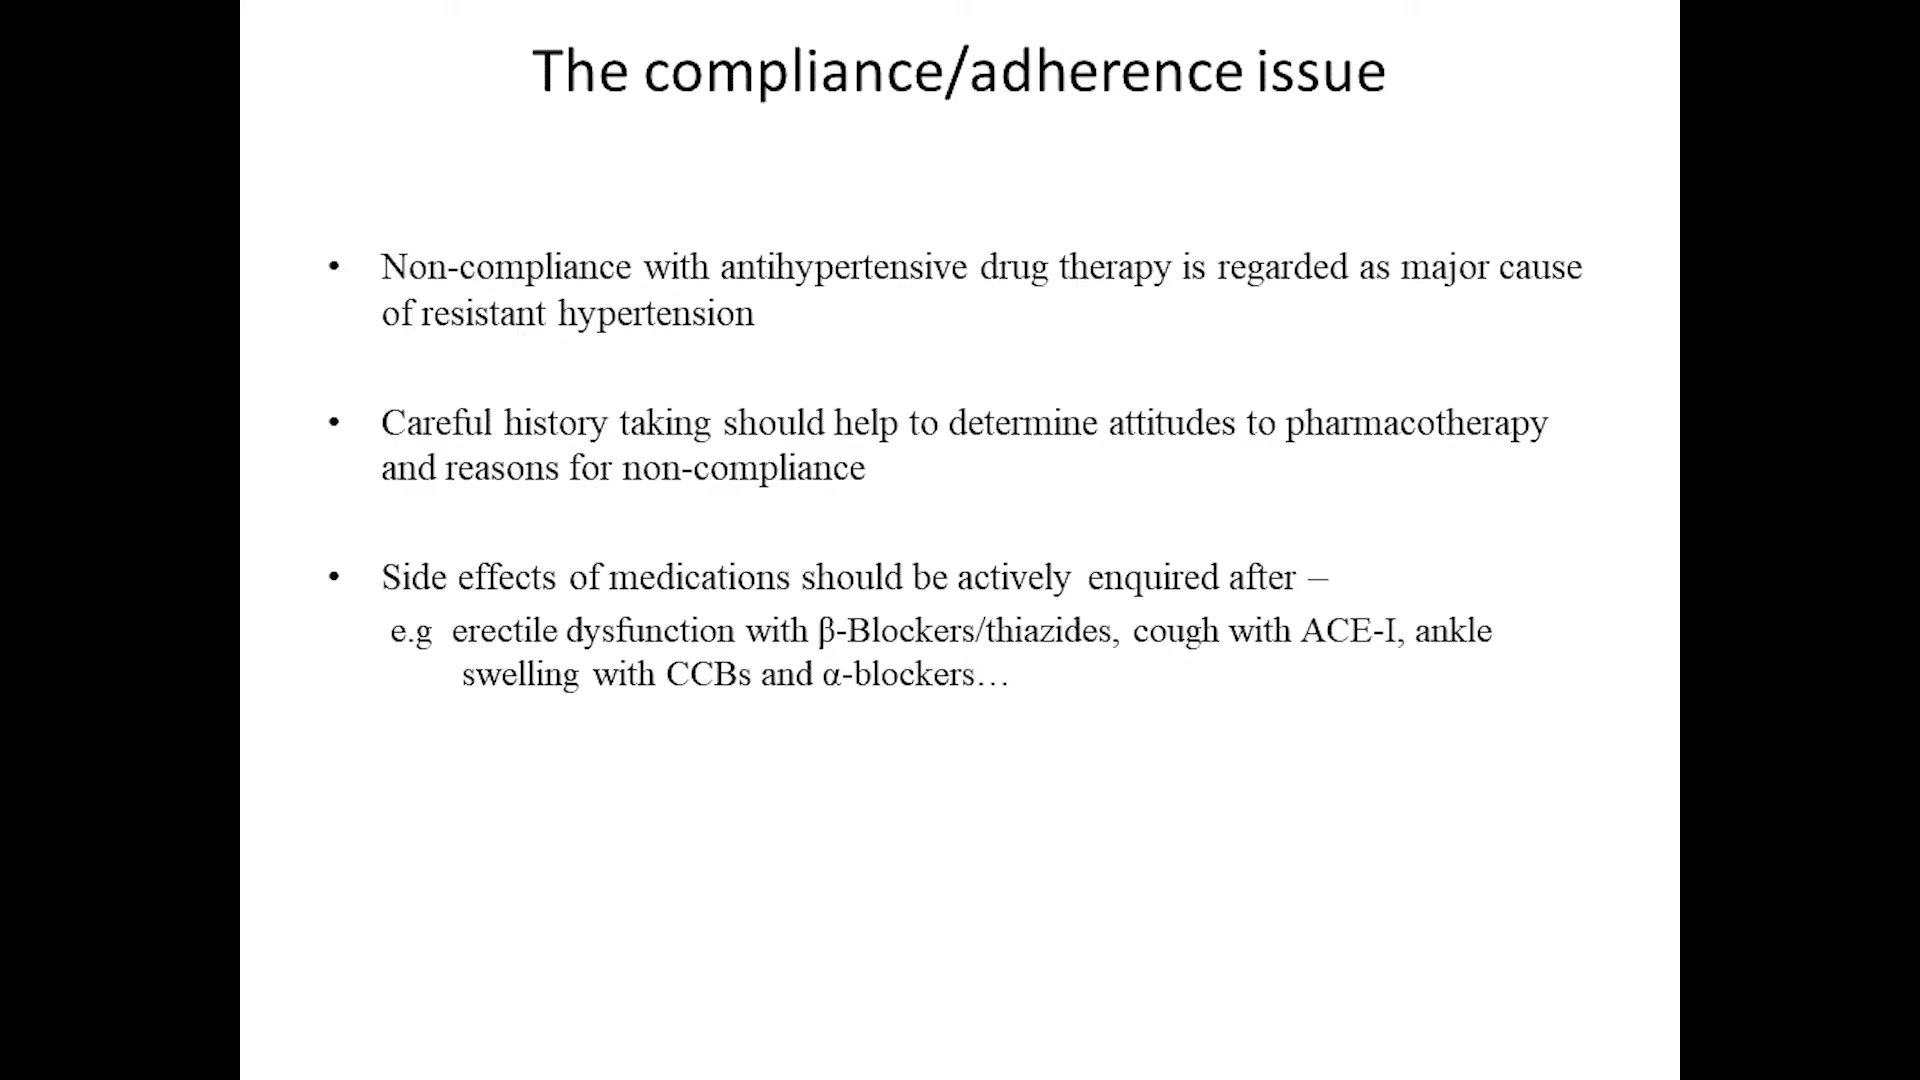 The compliance/adherence issue
• Non-compliance with antihypertensive drug therapy is regarded as major cause
of resistant hypertension
• Careful history taking should help to determine attitudes to pharmacotherapy
and reasons for non-compliance
• Side effects of medications should be actively enquired after –
e.g erectile dysfunction with β-Blockers/thiazides, cough with ACE-I, ankle
swelling with CCBs and α-blockers…